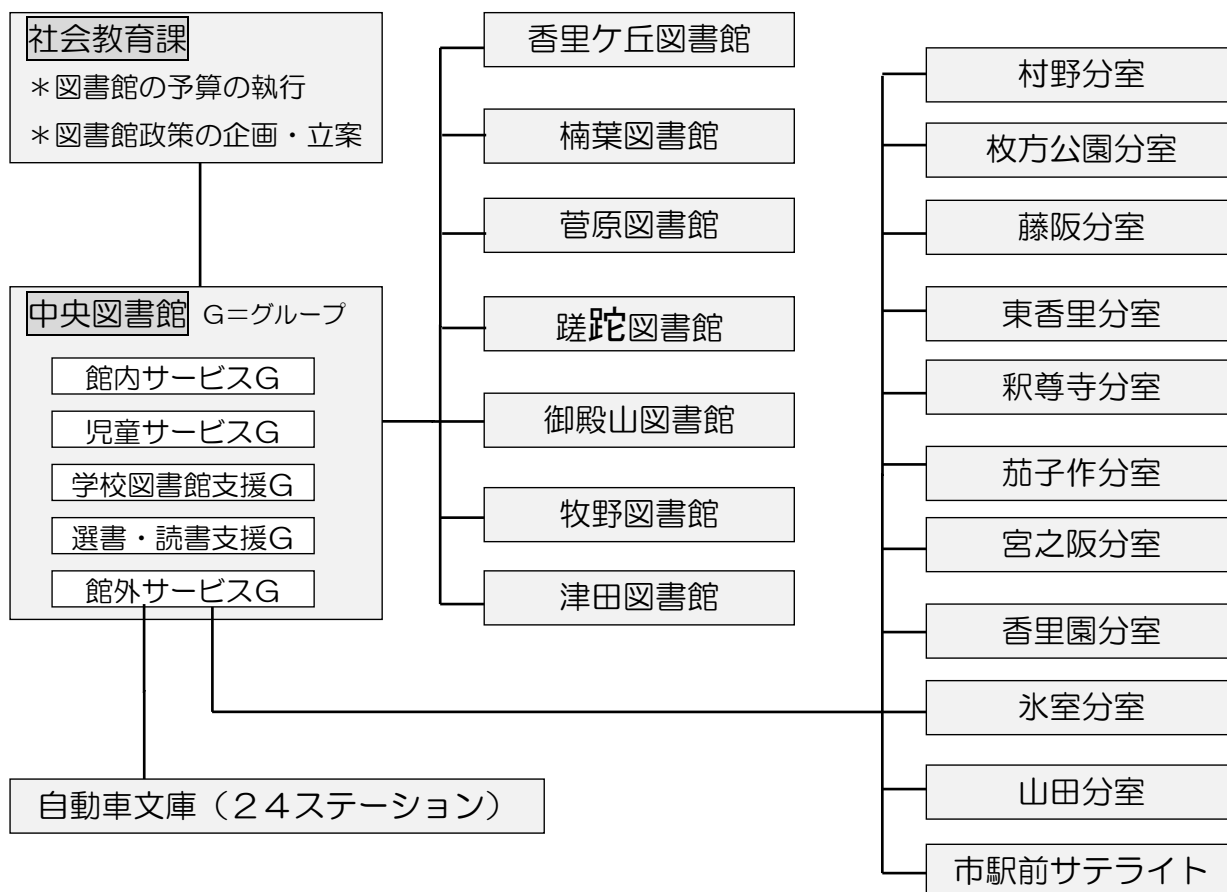 社会教育課
＊図書館の予算の執行
＊図書館政策の企画・立案
中央図書館 G＝グループ
館内サービスG
児童サービスG
学校図書館支援G
選書・読書支援G
館外サービスG
自動車文庫（２４ステーション）
香里ケ丘図書館
楠葉図書館
菅原図書館
蹉跎図書館
御殿山図書館
牧野図書館
津田図書館
村野分室
枚方公園分室
藤阪分室
東香里分室
釈尊寺分室
茄子作分室
宮之阪分室
香里園分室
氷室分室
山田分室
市駅前サテライト